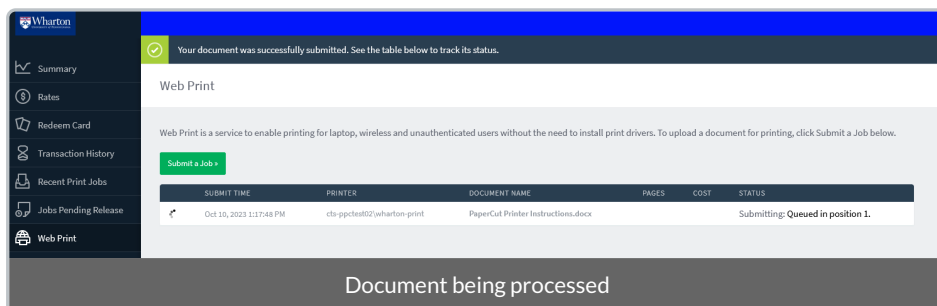 Wharton
Your document was successfully submitted. See the table below to track its status.
Summary
Rates
Redeem Card
Transaction History
Recent Print Jobs
Jobs Pending Release
Web Print
Web Print
Web Print is a service to enable printing for laptop, wireless and unauthenticated users without the need to install print drivers. To upload a document for printing, click Submit a Job below.
Submit a Job »
SUBMIT TIME PRINTER DOCUMENT NAME PAGES COST STATUS
Oct 10, 2023 1:17:48 PM cts-ppctest02\wharton-print PaperCut Printer Instructions.docx Submitting: Queued in position 1.
Document being processed